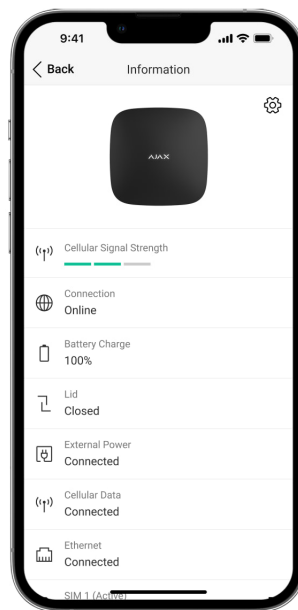 9:41
Back
Information
AJAX
Cellular Signal Strength
Connection
Online
Battery Charge
100%
Lid
Closed
External Power
Connected
Cellular Data
Connected
Ethernet
Connected
SIM 1 (Active)